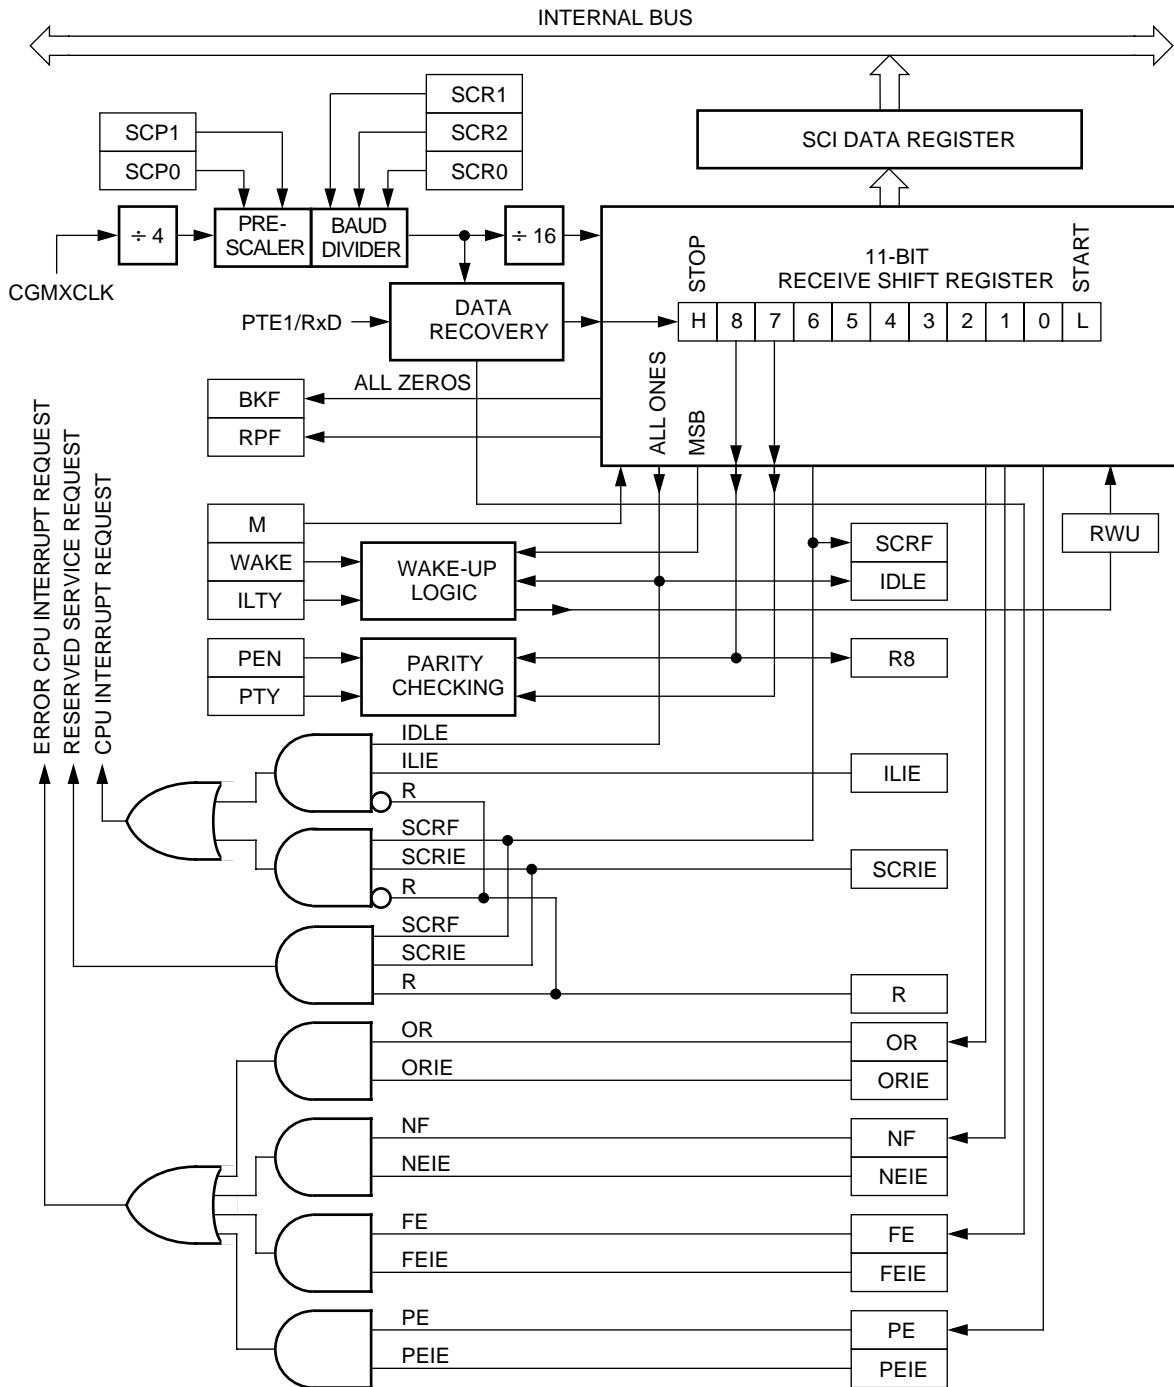 INTERNAL BUS
SCR1
SCP1
SCR2
SCI DATA REGISTER
SCP0
SCR0
÷ 4
PRE-
SCALER
BAUD
DIVIDER
÷ 16
STOP
11-BIT
RECEIVE SHIFT REGISTER
START
CGMXCLK
PTE1/RxD
DATA
RECOVERY
H 8 7 6 5 4 3 2 1 0 L
ALL ZEROS
ALL ONES
MSB
BKF
RPF
ERROR CPU INTERRUPT REQUEST
RESERVED SERVICE REQUEST
CPU INTERRUPT REQUEST
M
WAKE
ILTY
WAKE-UP
LOGIC
SCRF
IDLE
RWU
PEN
PTY
PARITY
CHECKING
R8
IDLE
ILIE
ILIE
R
SCRF
SCRIE
SCRIE
R
SCRF
SCRIE
R
R
OR
OR
ORIE
ORIE
NF
NF
NEIE
NEIE
FE
FE
FEIE
FEIE
PE
PE
PEIE
PEIE